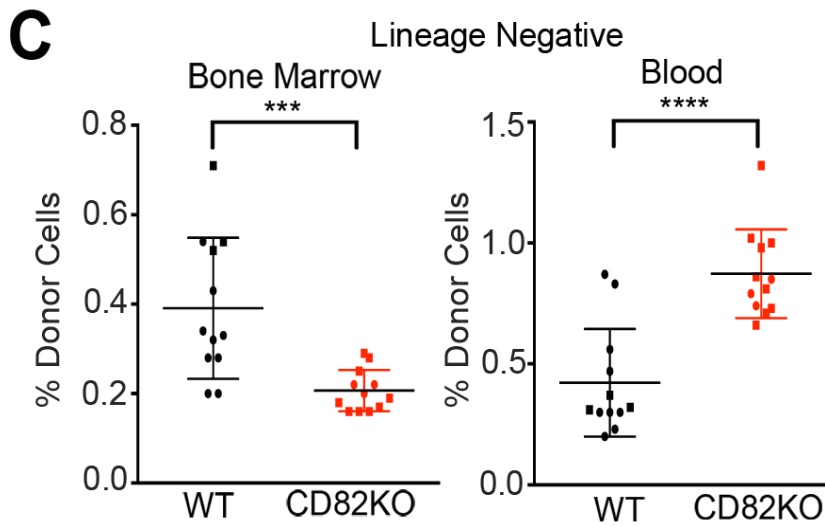 C
Lineage Negative
Bone Marrow
Blood
***
****
% Donor Cells
0.8
0.6
0.4
0.2
0.0
WT
CD82KO
% Donor Cells
1.5
1.0
0.5
0.0
WT
CD82KO